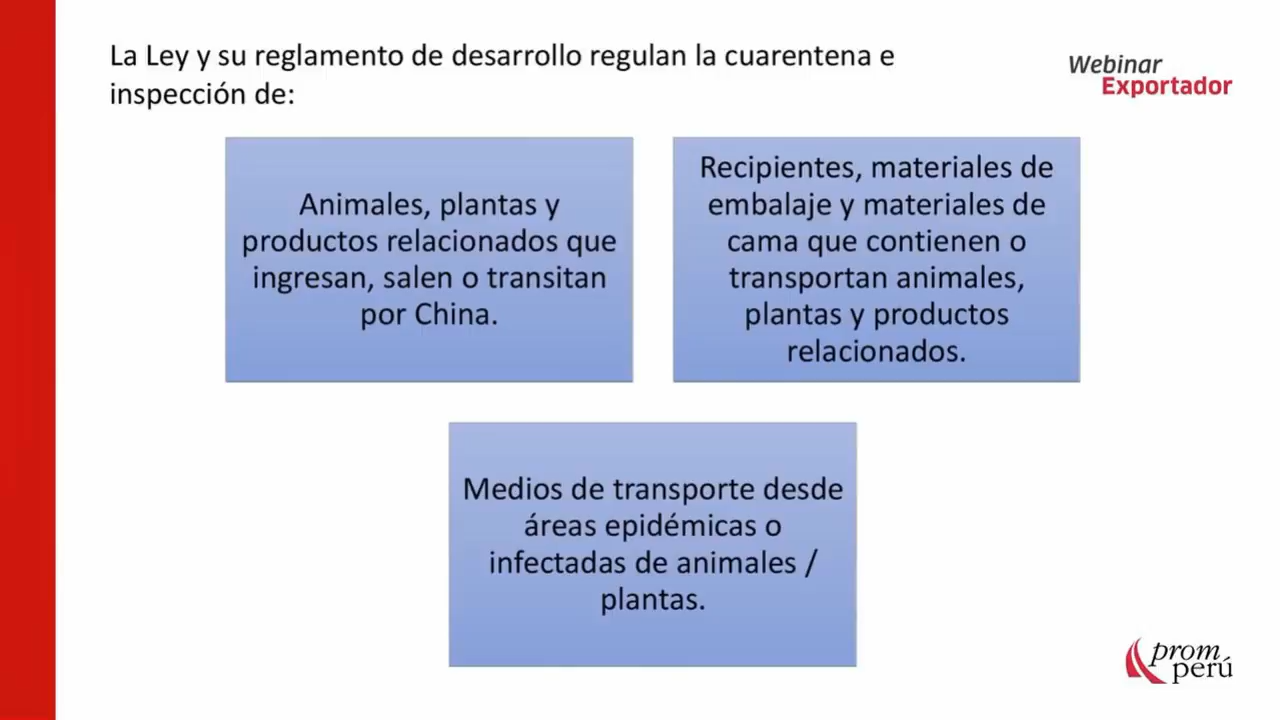 La Ley y su reglamento de desarrollo regulan la cuarentena e
inspección de:
Webinar
Exportador
Animales, plantas y
productos relacionados que
ingresan, salen o transitan
por China.
Recipientes, materiales de
embalaje y materiales de
cama que contienen o
transportan animales,
plantas y productos
relacionados.
Medios de transporte desde
áreas epidémicas o
infectadas de animales /
plantas.
prom
perú